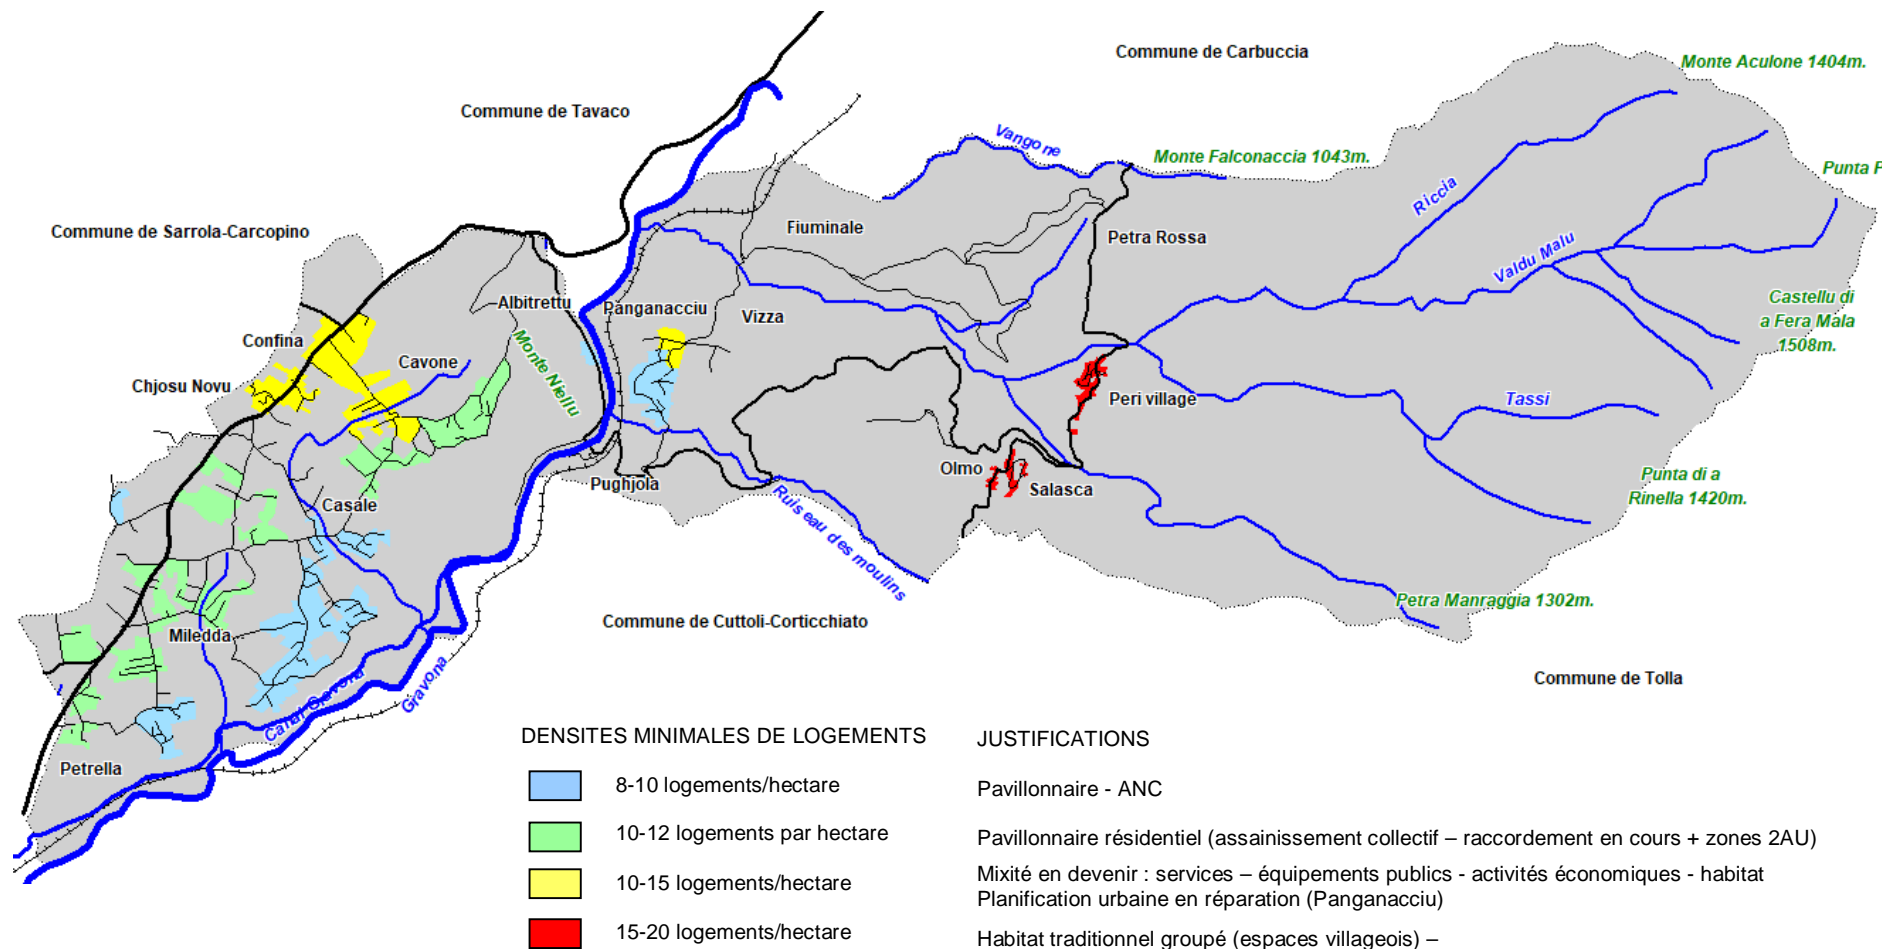 Commune de Carbuccia
Monte Aculone 1404m.
Commune de Tavaco
Vangone
Monte Falconaccia 1043m.
Punta P
Riccia
Commune de Sarrola-Carcopino
Fiuminale
Petra Rossa
Valdu Malu
Albitrettu
Panganacciu
Vizza
Castellu di
a Fera Mala
1508m.
Confina
Cavone
Monte Niellu
Chjosu Novu
Peri village
Tassi
Olmo
Salasca
Pughjola
Punta di a
Rinella 1420m.
Casale
Ruisseau des moulins
Petra Manraggia 1302m.
Commune de Cuttoli-Corticchiato
Miledda
Canal Gravona
Gravona
Commune de Tolla
Petrella
DENSITES MINIMALES DE LOGEMENTS
JUSTIFICATIONS
8-10 logements/hectare
Pavillonnaire - ANC
10-12 logements par hectare
Pavillonnaire résidentiel (assainissement collectif – raccordement en cours + zones 2AU)
10-15 logements/hectare
Mixité en devenir : services – équipements publics - activités économiques - habitat
Planification urbaine en réparation (Panganacciu)
15-20 logements/hectare
Habitat traditionnel groupé (espaces villageois) –